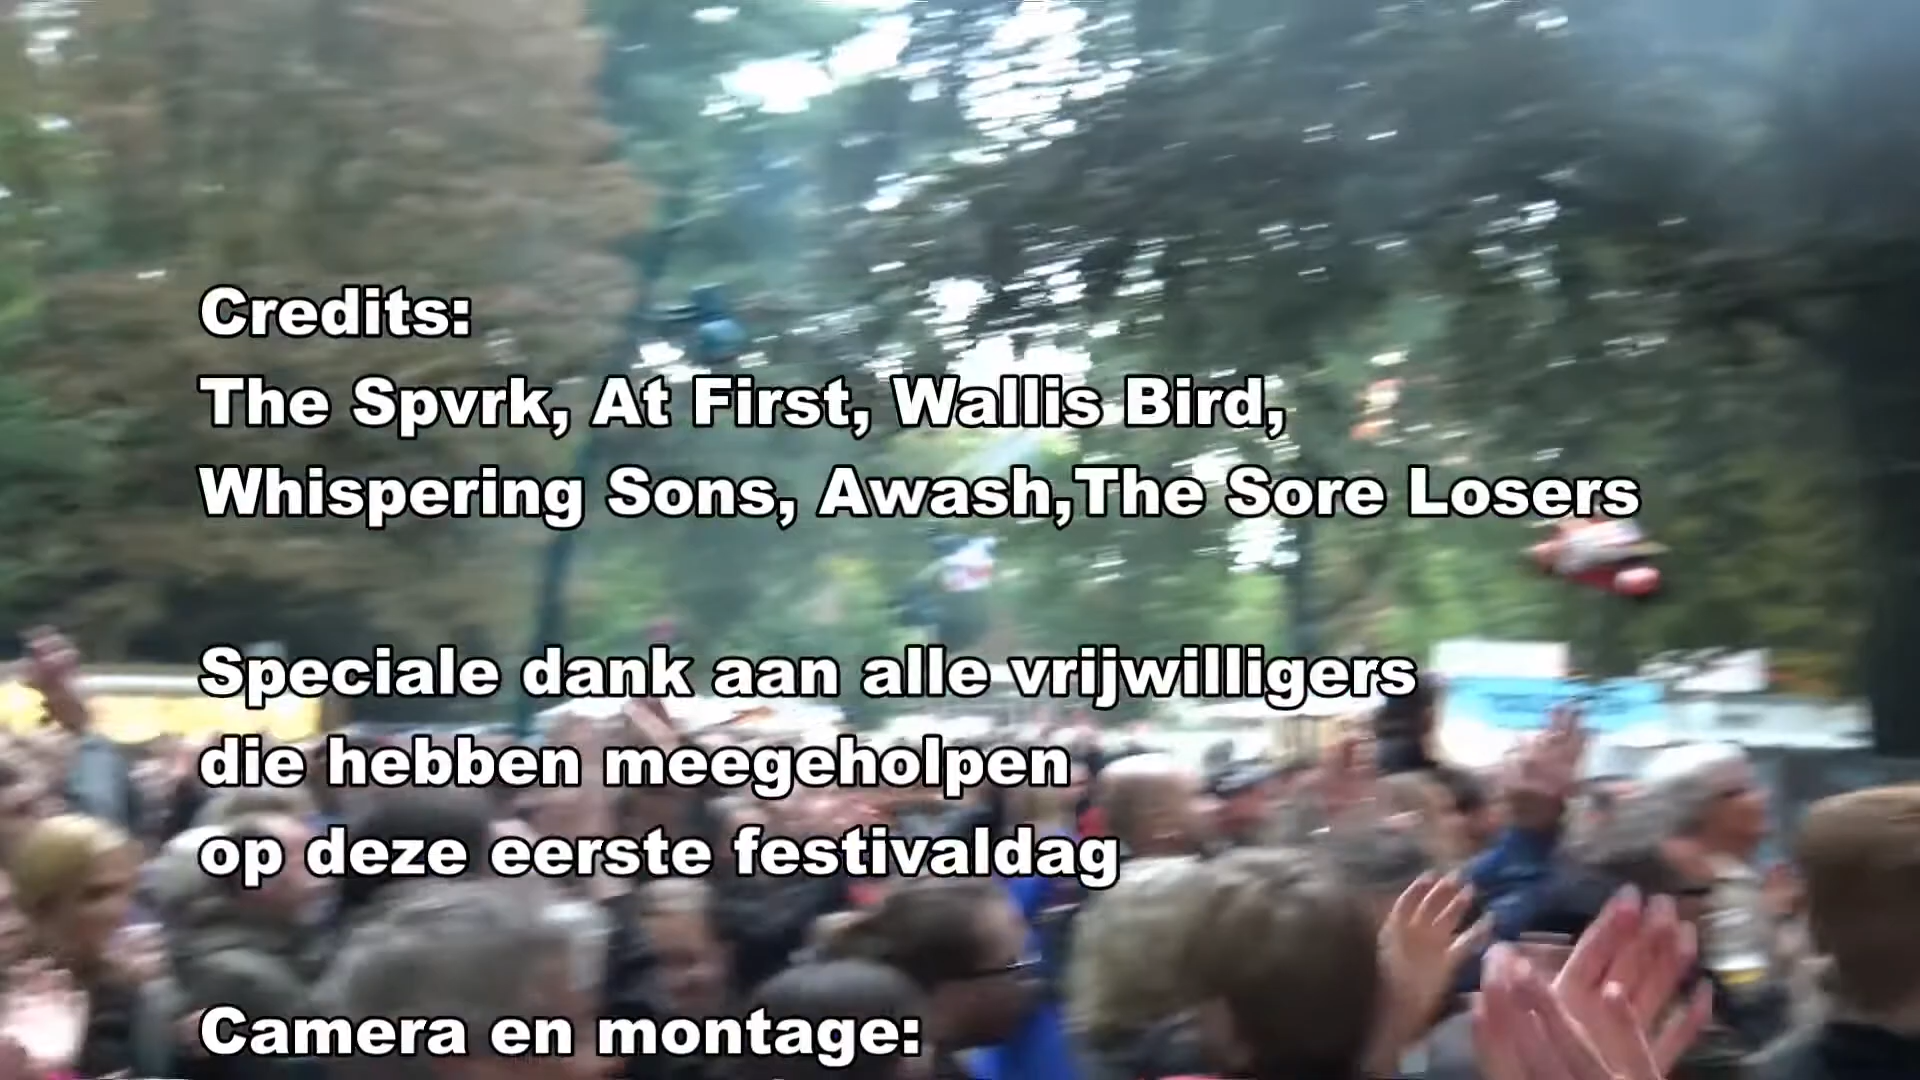 Credits:
The Spvrk, At First, Wallis Bird,
Whispering Sons, Awash,The Sore Losers
Speciale dank aan alle vrijwilligers
die hebben meegeholpen
op deze eerste festivaldag
Camera en montage: